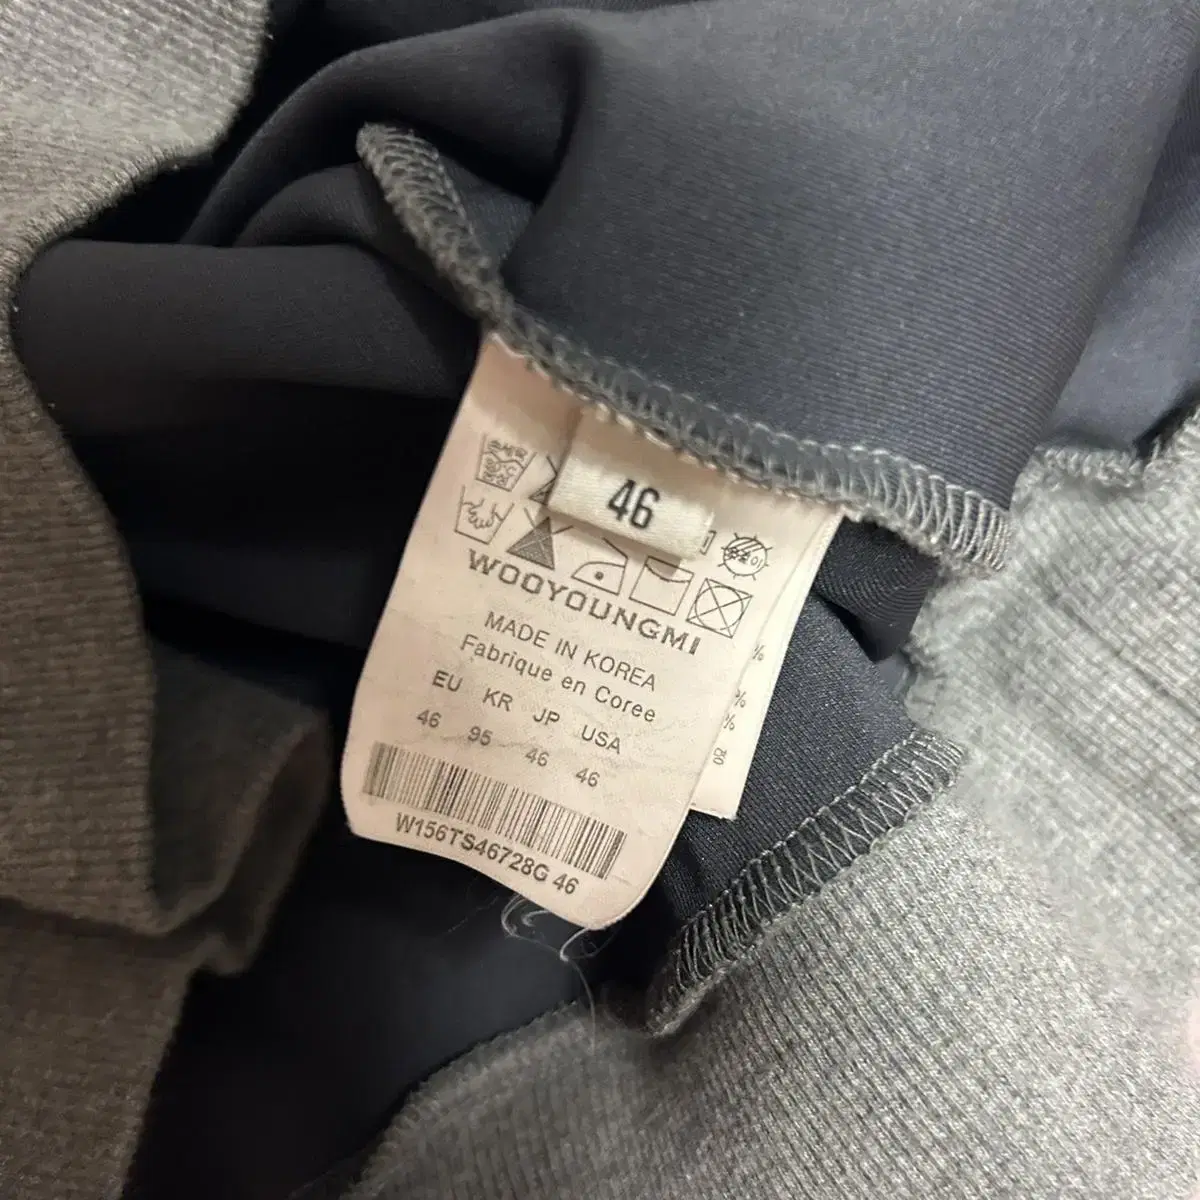 46
WOOYOUNGMI
MADE IN KOREA
Fabrique en Coree
EU KR JP USA
46 95 46 46
W156TS46728G 46
%
%
%